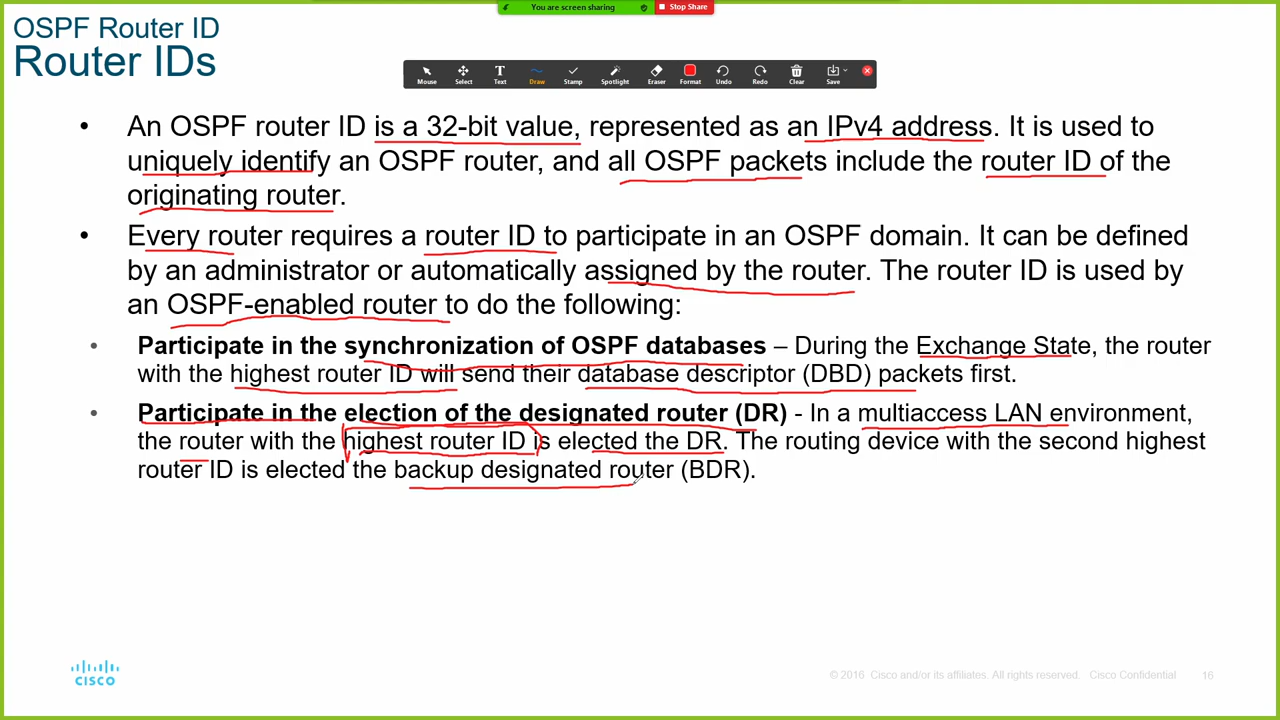 You are screen sharing
Stop Share
OSPF Router ID
Router IDs
Mouse Select Text Draw Stamp Spotlight Eraser Format Undo Redo Clear Save
• An OSPF router ID is a 32-bit value, represented as an IPv4 address. It is used to
uniquely identify an OSPF router, and all OSPF packets include the router ID of the
originating router.
• Every router requires a router ID to participate in an OSPF domain. It can be defined
by an administrator or automatically assigned by the router. The router ID is used by
an OSPF-enabled router to do the following:
• Participate in the synchronization of OSPF databases – During the Exchange State, the router
with the highest router ID will send their database descriptor (DBD) packets first.
• Participate in the election of the designated router (DR) - In a multiaccess LAN environment,
the router with the highest router ID is elected the DR. The routing device with the second highest
router ID is elected the backup designated router (BDR).
CISCO
© 2016 Cisco and/or its affiliates. All rights reserved. Cisco Confidential 16